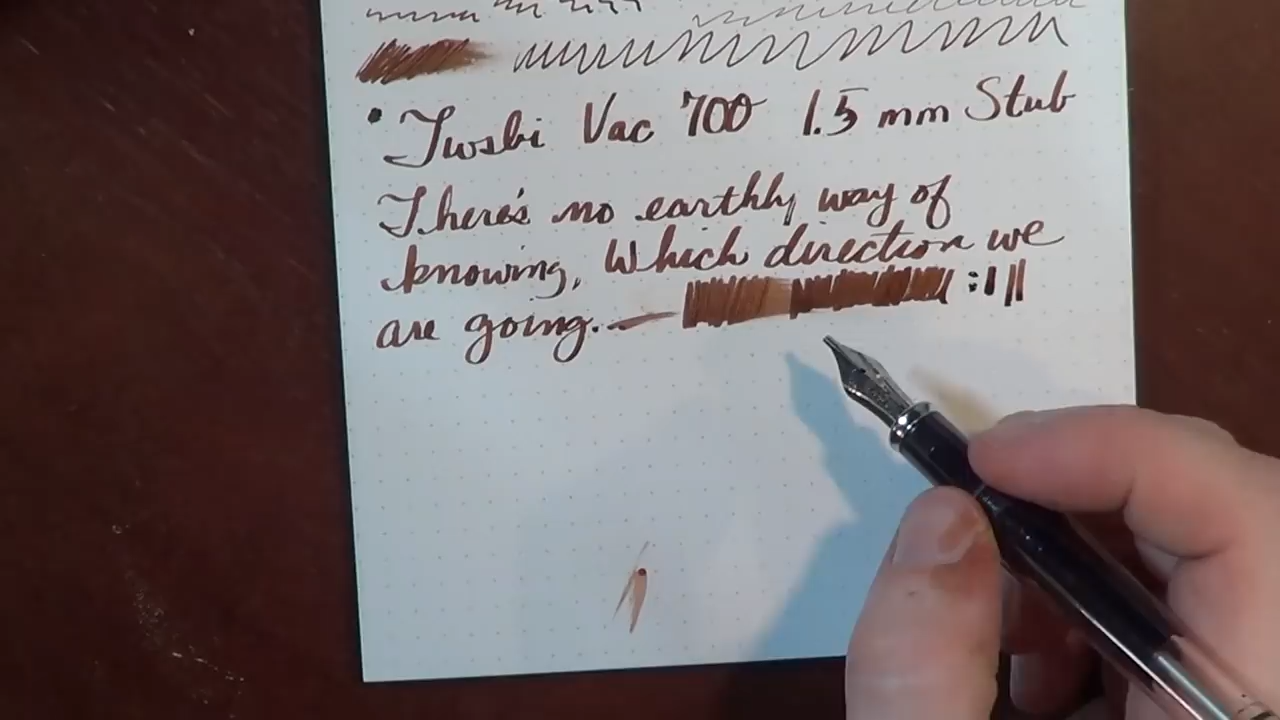 • Twsbi Vac 700 1.5 mm Stub
There's no earthly way of
knowing, Which direction we
are going.